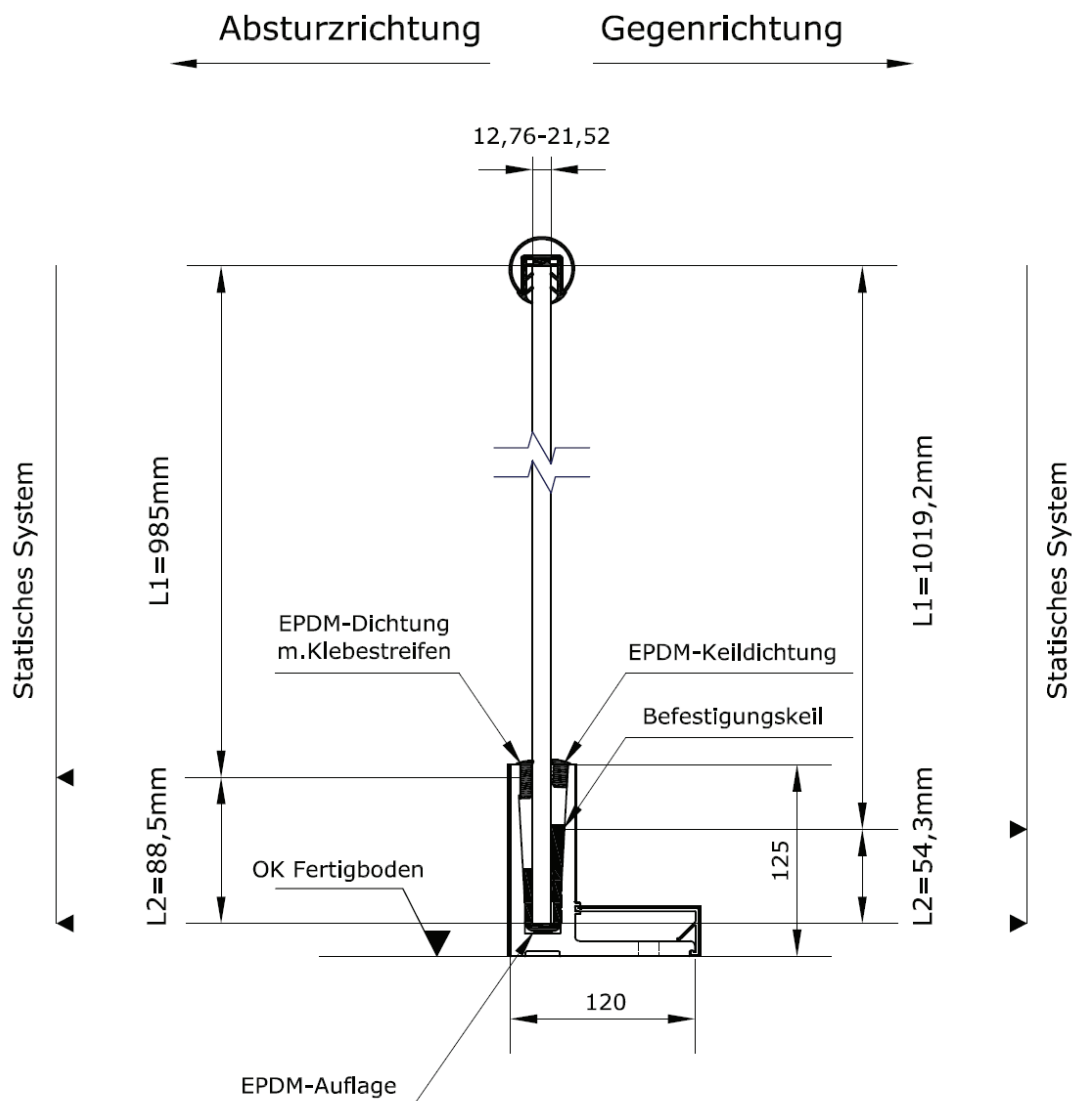 Absturzrichtung
Gegenrichtung
12,76-21,52
Statisches System
L1=985mm
L1=1019,2mm
Statisches System
EPDM-Dichtung
m.Klebestreifen
EPDM-Keildichtung
Befestigungskeil
L2=88,5mm
OK Fertigboden
125
L2=54,3mm
120
EPDM-Auflage